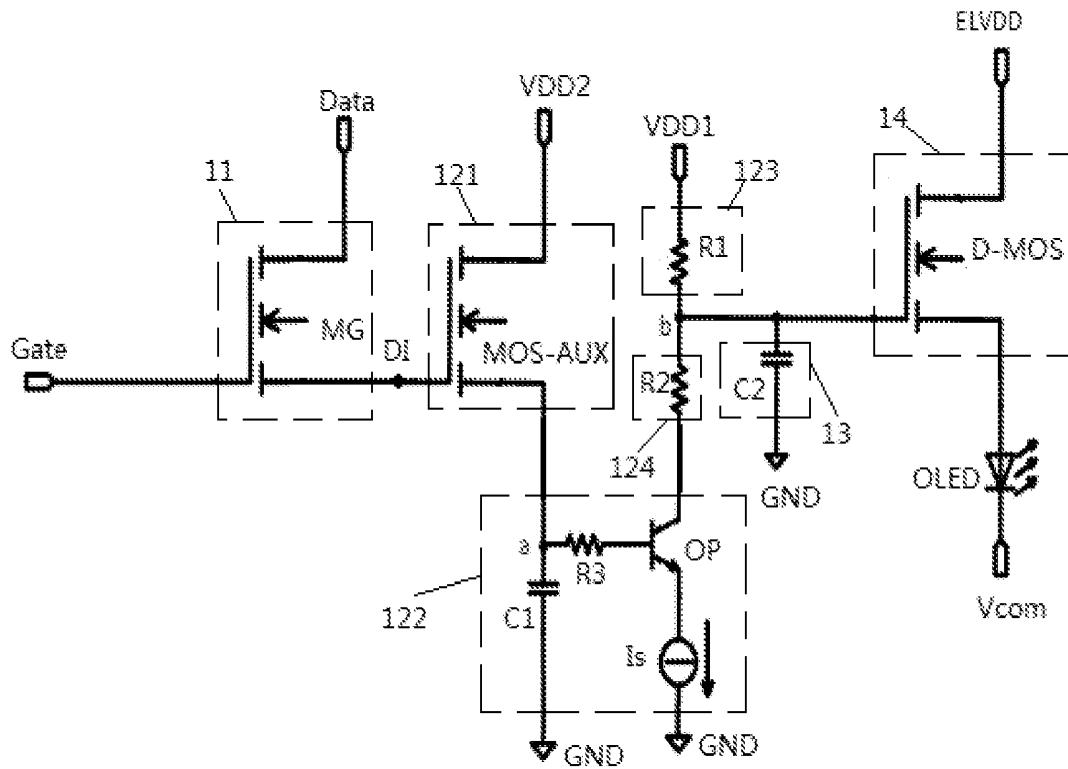 ELVDD
VDD2
Data
VDD1
14
11
121
123
R1
D-MOS
MG
b
Gate
DI
MOS-AUX
R2
C2
13
124
OLED
GND
a
R3
OP
122
C1
Vcom
Is
GND
GND